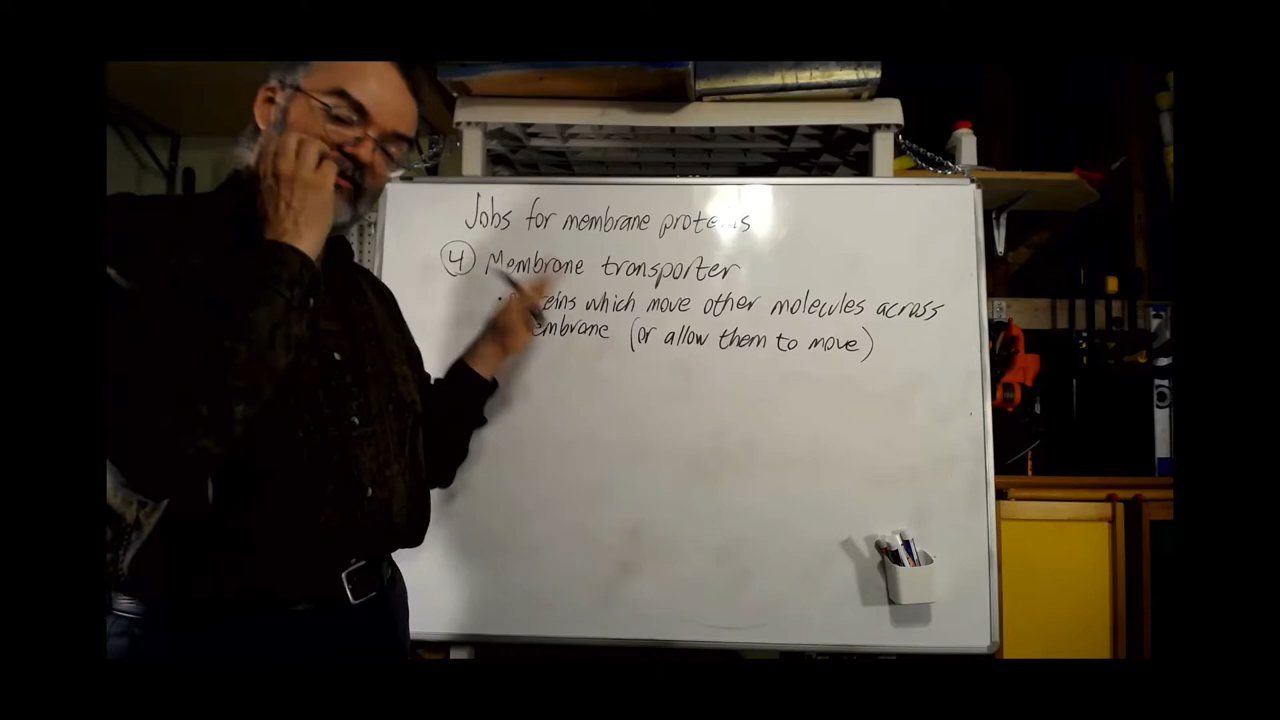 Jobs for membrane proteins
4 Membrane transporter
• Proteins which move other molecules across
membrane (or allow them to move)